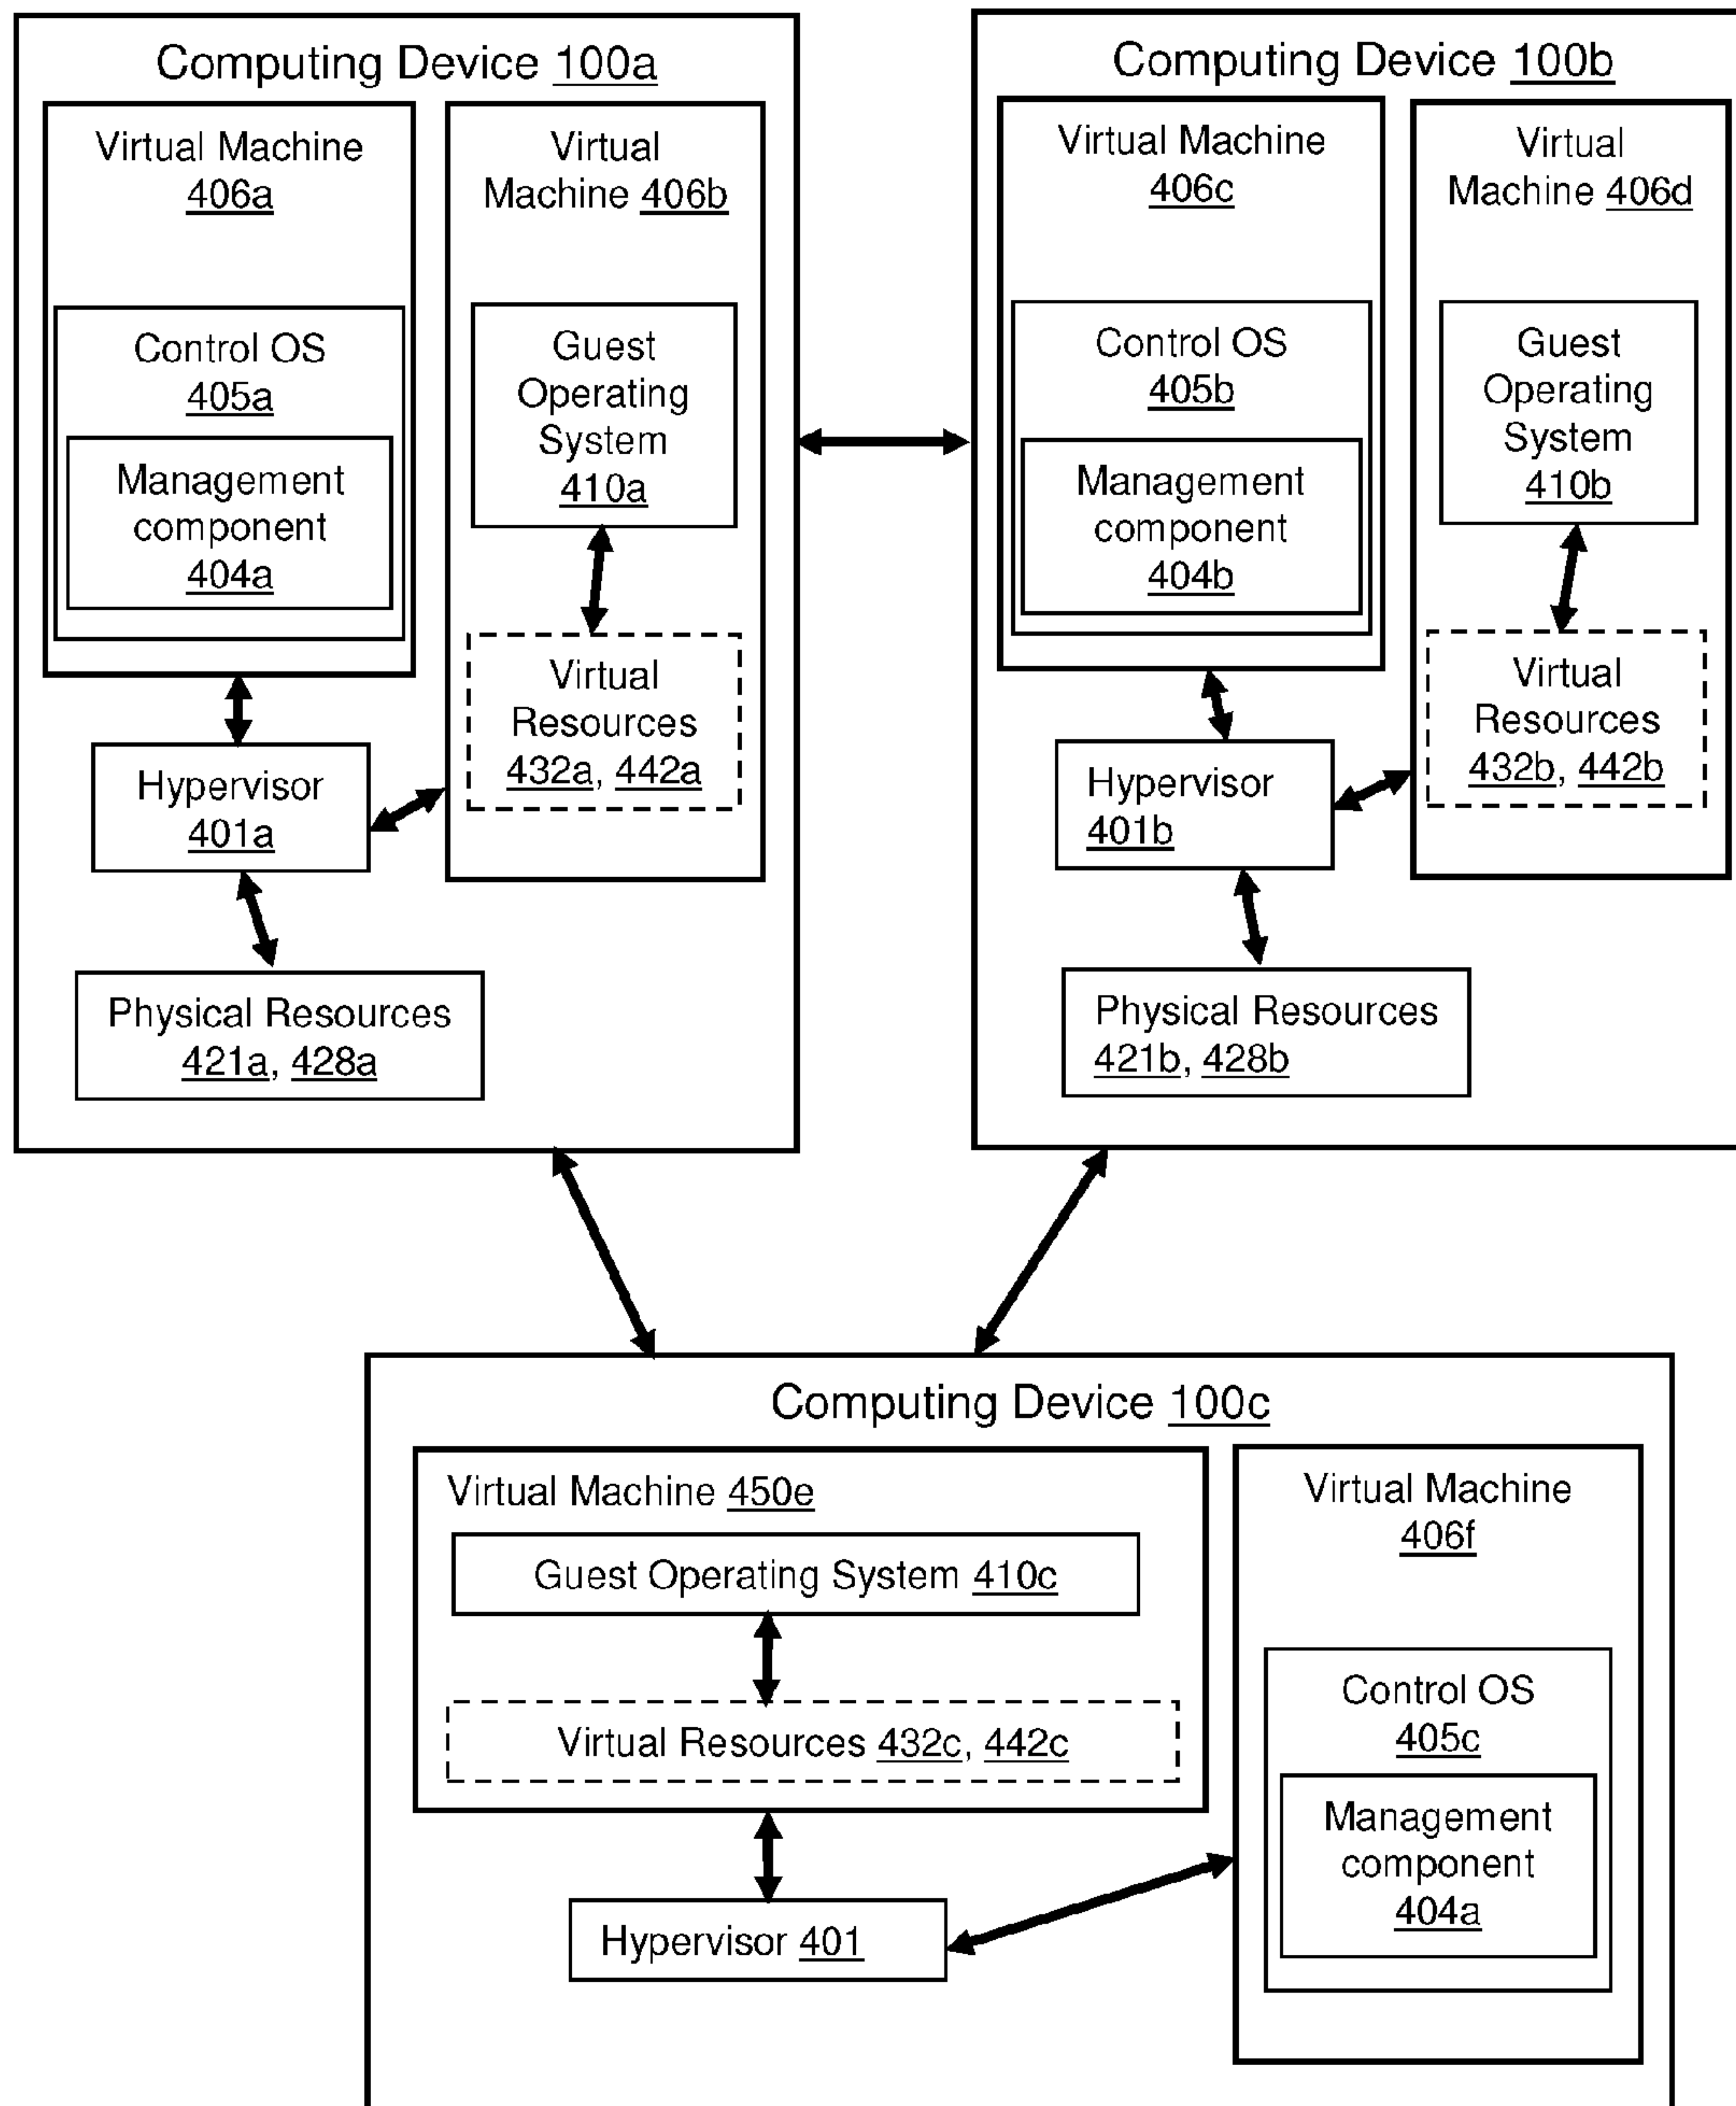 Computing Device 100a
Virtual Machine
406a
Control OS
405a
Management
component
404a
Virtual
Machine 406b
Guest
Operating
System
410a
Virtual
Resources
432a, 442a
Hypervisor
401a
Physical Resources
421a, 428a
Computing Device 100b
Virtual Machine
406c
Control OS
405b
Management
component
404b
Virtual
Machine 406d
Guest
Operating
System
410b
Virtual
Resources
432b, 442b
Hypervisor
401b
Physical Resources
421b, 428b
Computing Device 100c
Virtual Machine 450e
Guest Operating System 410c
Virtual Resources 432c, 442c
Hypervisor 401
Virtual Machine
406f
Control OS
405c
Management
component
404a